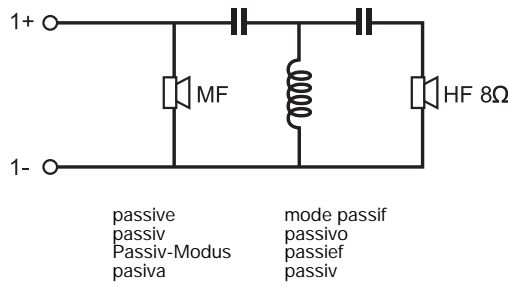 1+
MF
HF 8Ω
1-
passive
passiv
Passiv-Modus
pasiva
mode passif
passivo
passief
passiv